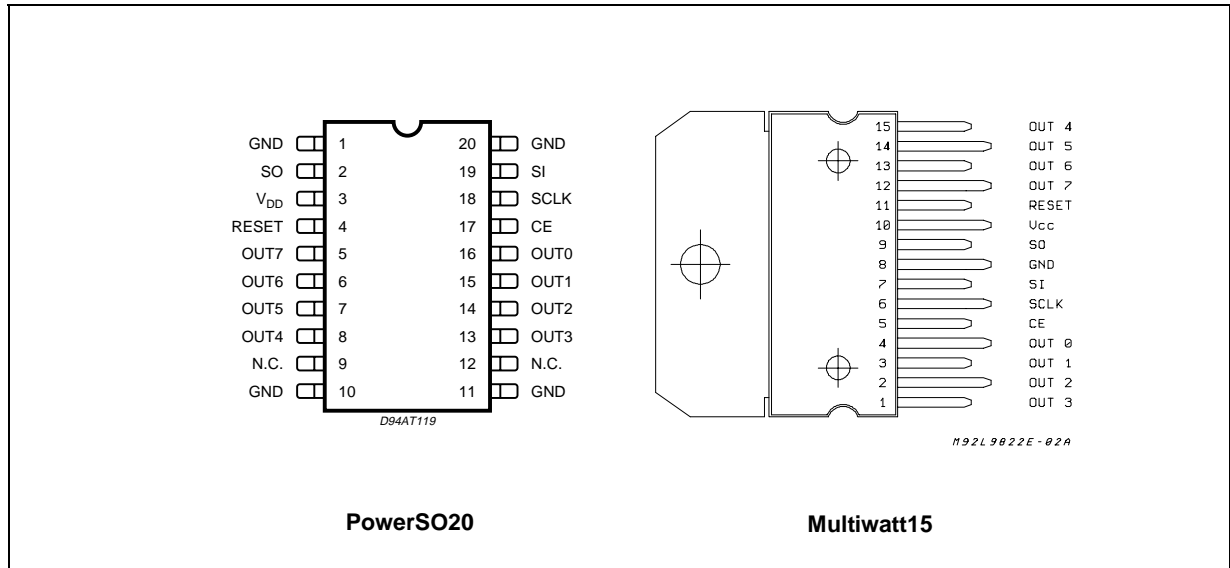 GND 1 20 GND
SO 2 19 SI
VDD 3 18 SCLK
RESET 4 17 CE
OUT7 5 16 OUT0
OUT6 6 15 OUT1
OUT5 7 14 OUT2
OUT4 8 13 OUT3
N.C. 9 12 N.C.
GND 10 11 GND
D94AT119
PowerSO20
15 OUT 4
14 OUT 5
13 OUT 6
12 OUT 7
11 RESET
10 Vcc
9 SO
8 GND
7 SI
6 SCLK
5 CE
4 OUT 0
3 OUT 1
2 OUT 2
1 OUT 3
M92L9822E-02A
Multiwatt15